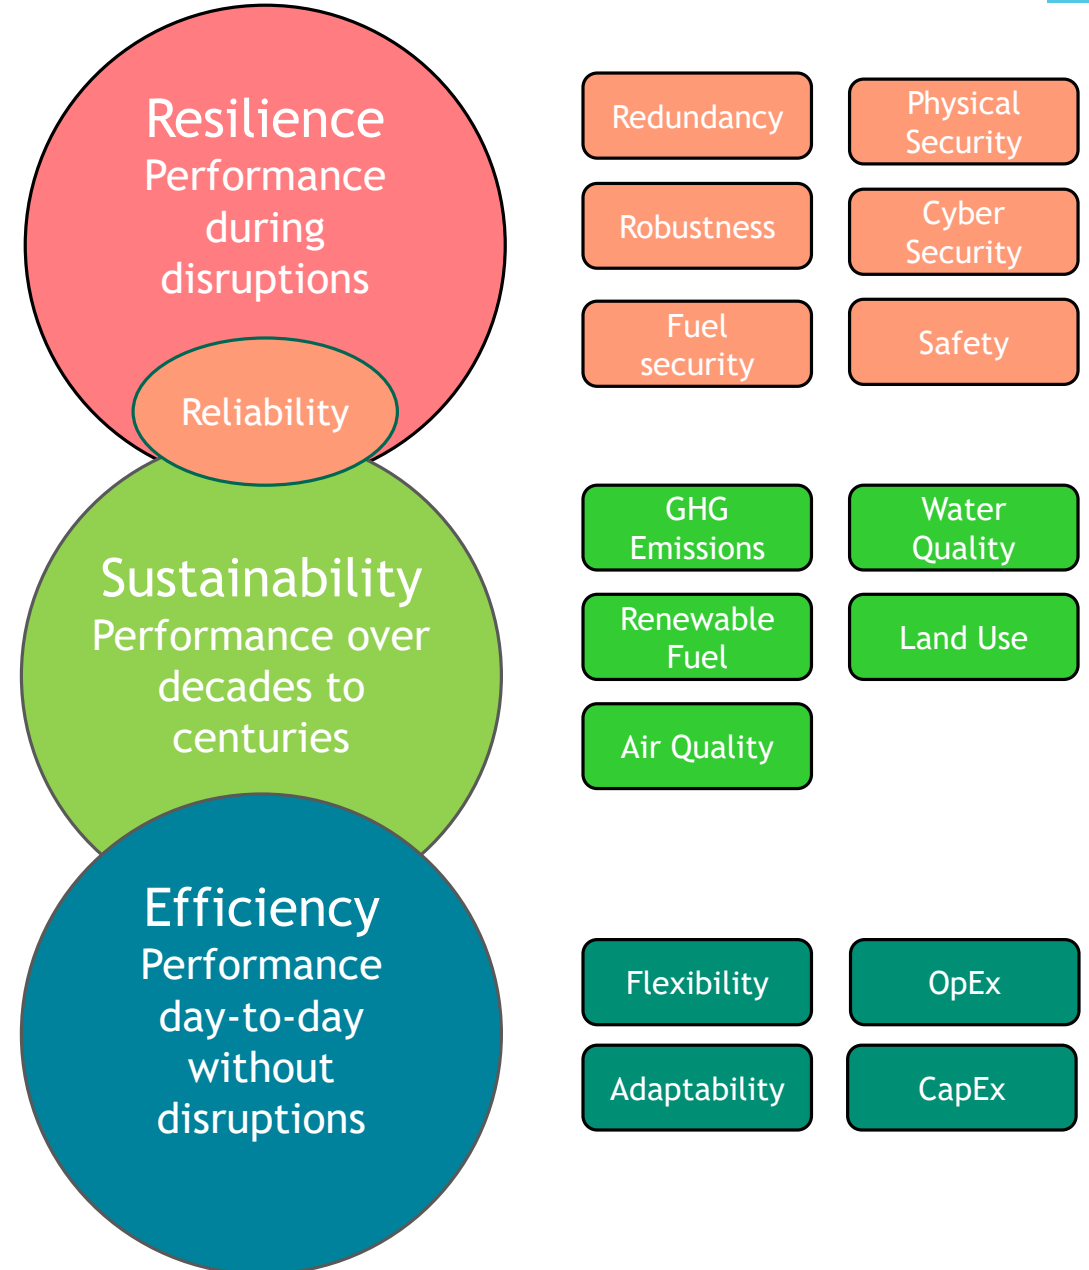 Resilience
Performance
during
disruptions
Reliability
Redundancy
Physical
Security
Robustness
Cyber
Security
Fuel
security
Safety
Sustainability
Performance over
decades to
centuries
GHG
Emissions
Water
Quality
Renewable
Fuel
Land Use
Air Quality
Efficiency
Performance
day-to-day
without
disruptions
Flexibility
OpEx
Adaptability
CapEx